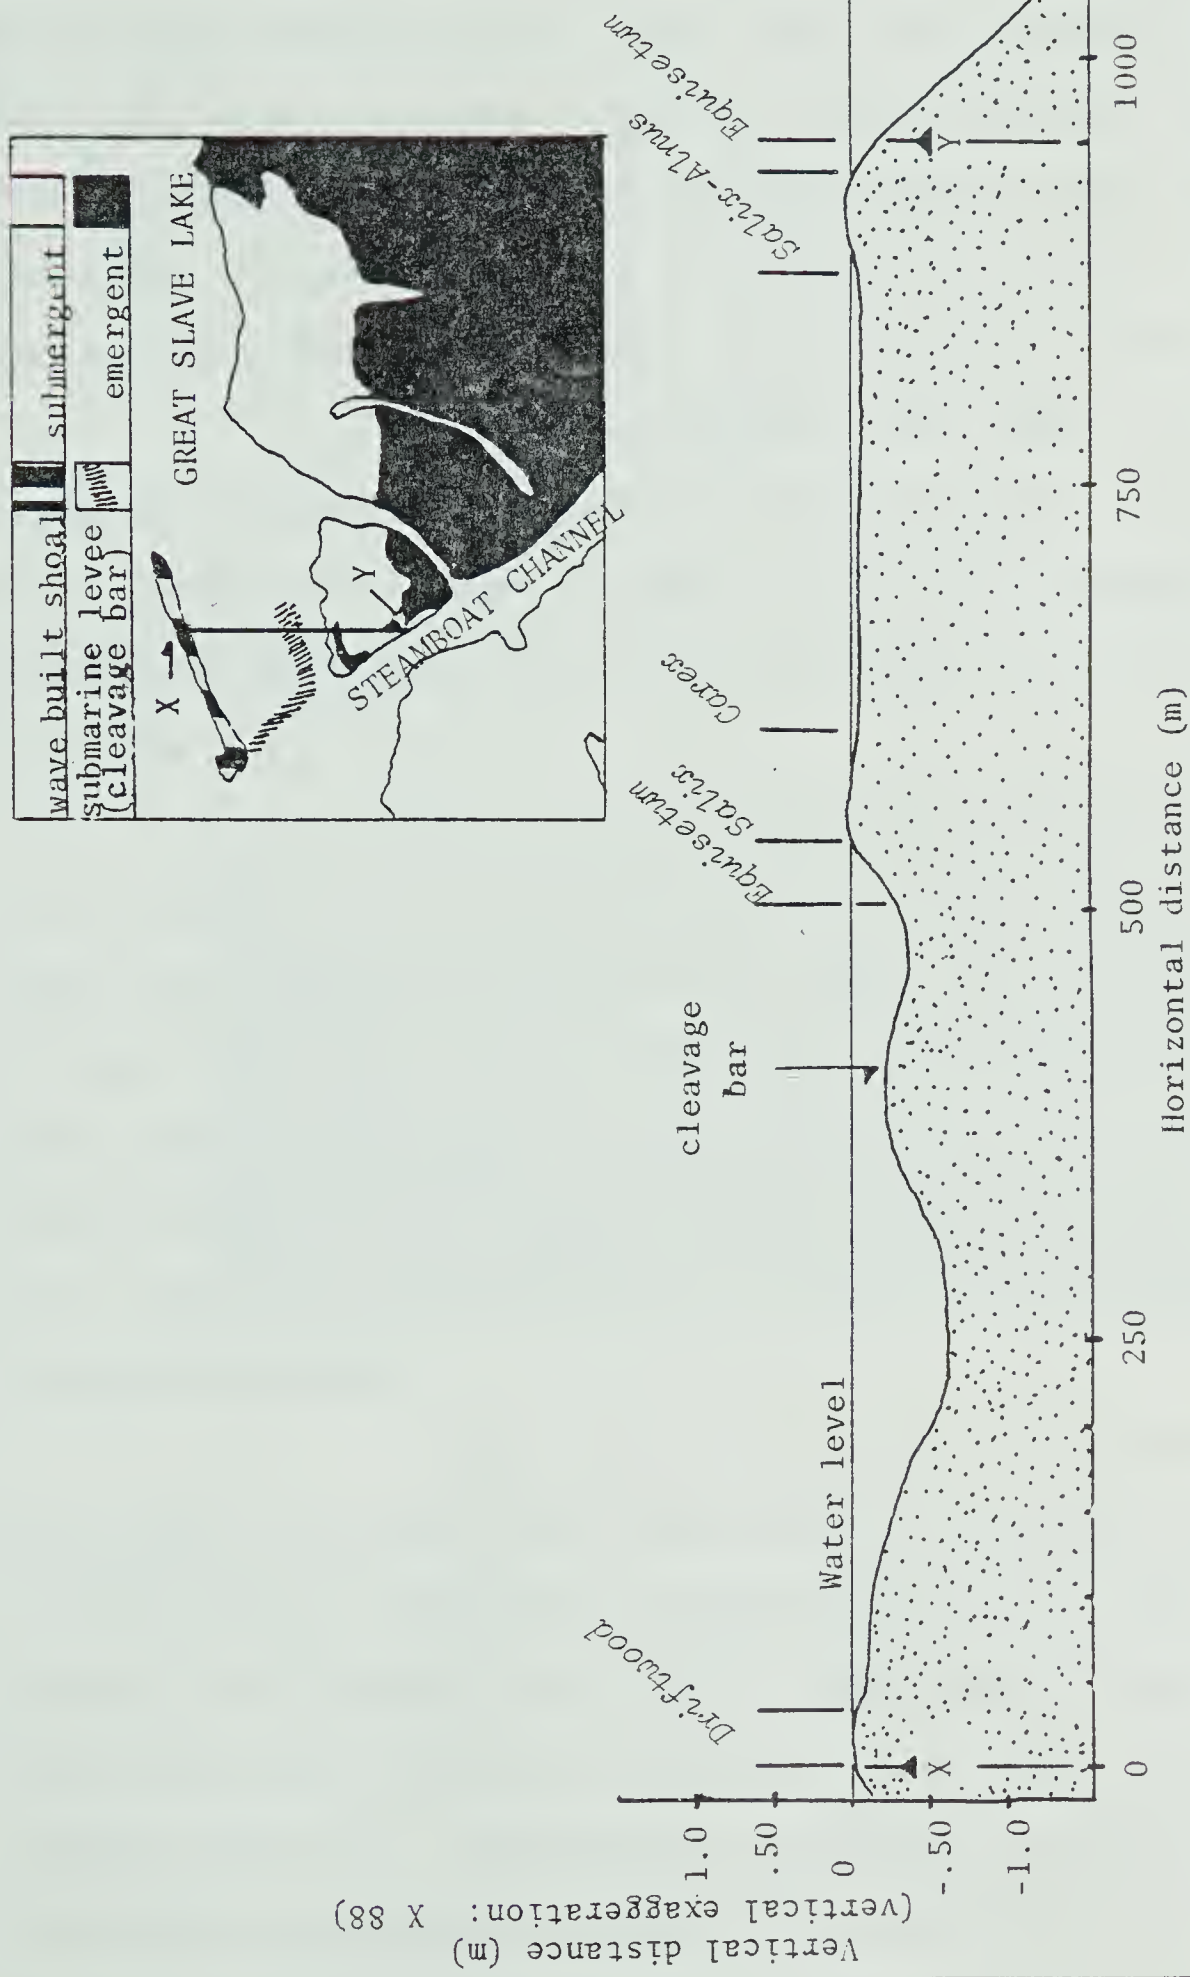 wave built shoal submergent
submarine levee
(cleavage bar) emergent
GREAT SLAVE LAKE
X
Y
STEAMBOAT CHANNEL
Driftwood
cleavage
bar
Equisetum
Salix
Carex
Salix-Alnus
Equisetum
Water level
X
Y
1.0
.50
0
-.50
-1.0
Vertical distance (m)
(vertical exaggeration: X 88)
0
250
500
750
1000
Horizontal distance (m)